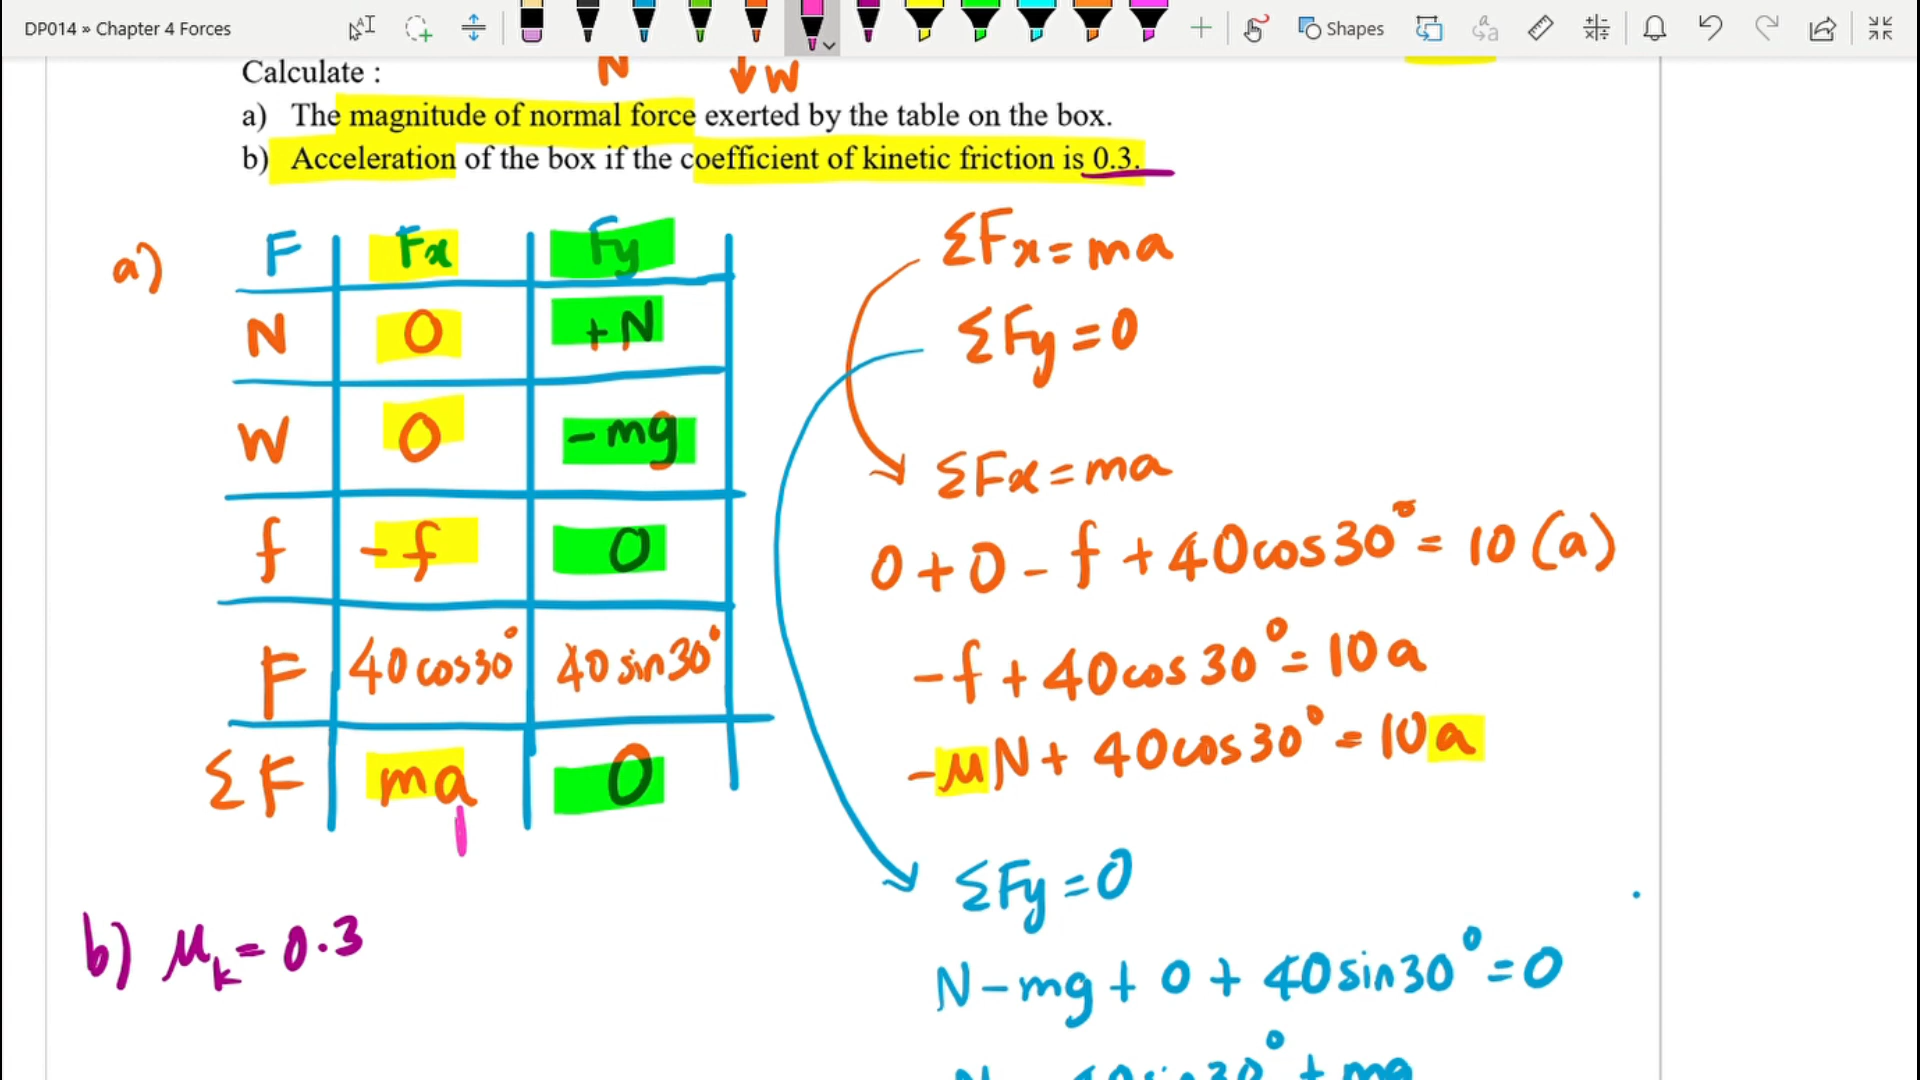 DP014 » Chapter 4 Forces
Shapes
Calculate :
N W
a) The magnitude of normal force exerted by the table on the box.
b) Acceleration of the box if the coefficient of kinetic friction is 0.3.
a)
F Fx Fy
N 0 +N
W 0 -mg
f -f 0
F 40cos30° 40sin30°
ΣF ma 0
ΣFx = ma
ΣFy = 0
ΣFx = ma
0 + 0 - f + 40cos30° = 10 (a)
-f + 40cos30° = 10a
-μN + 40cos30° = 10a
ΣFy = 0
N - mg + 0 + 40sin30° = 0
b) μk = 0.3